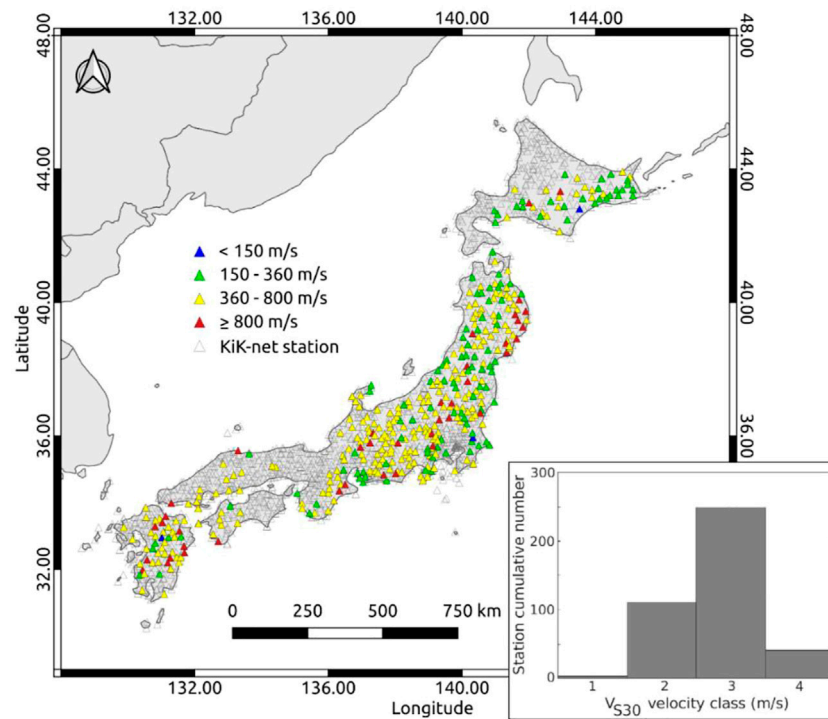 132.00 136.00 140.00 144.00
48.00 48.00
44.00 44.00
40.00 40.00
36.00 36.00
32.00
Latitude
< 150 m/s
150 - 360 m/s
360 - 800 m/s
≥ 800 m/s
KiK-net station
0 250 500 750 km
132.00 136.00 140.00
Longitude
Station cumulative number
300
200
100
0
1 2 3 4
VS30 velocity class (m/s)